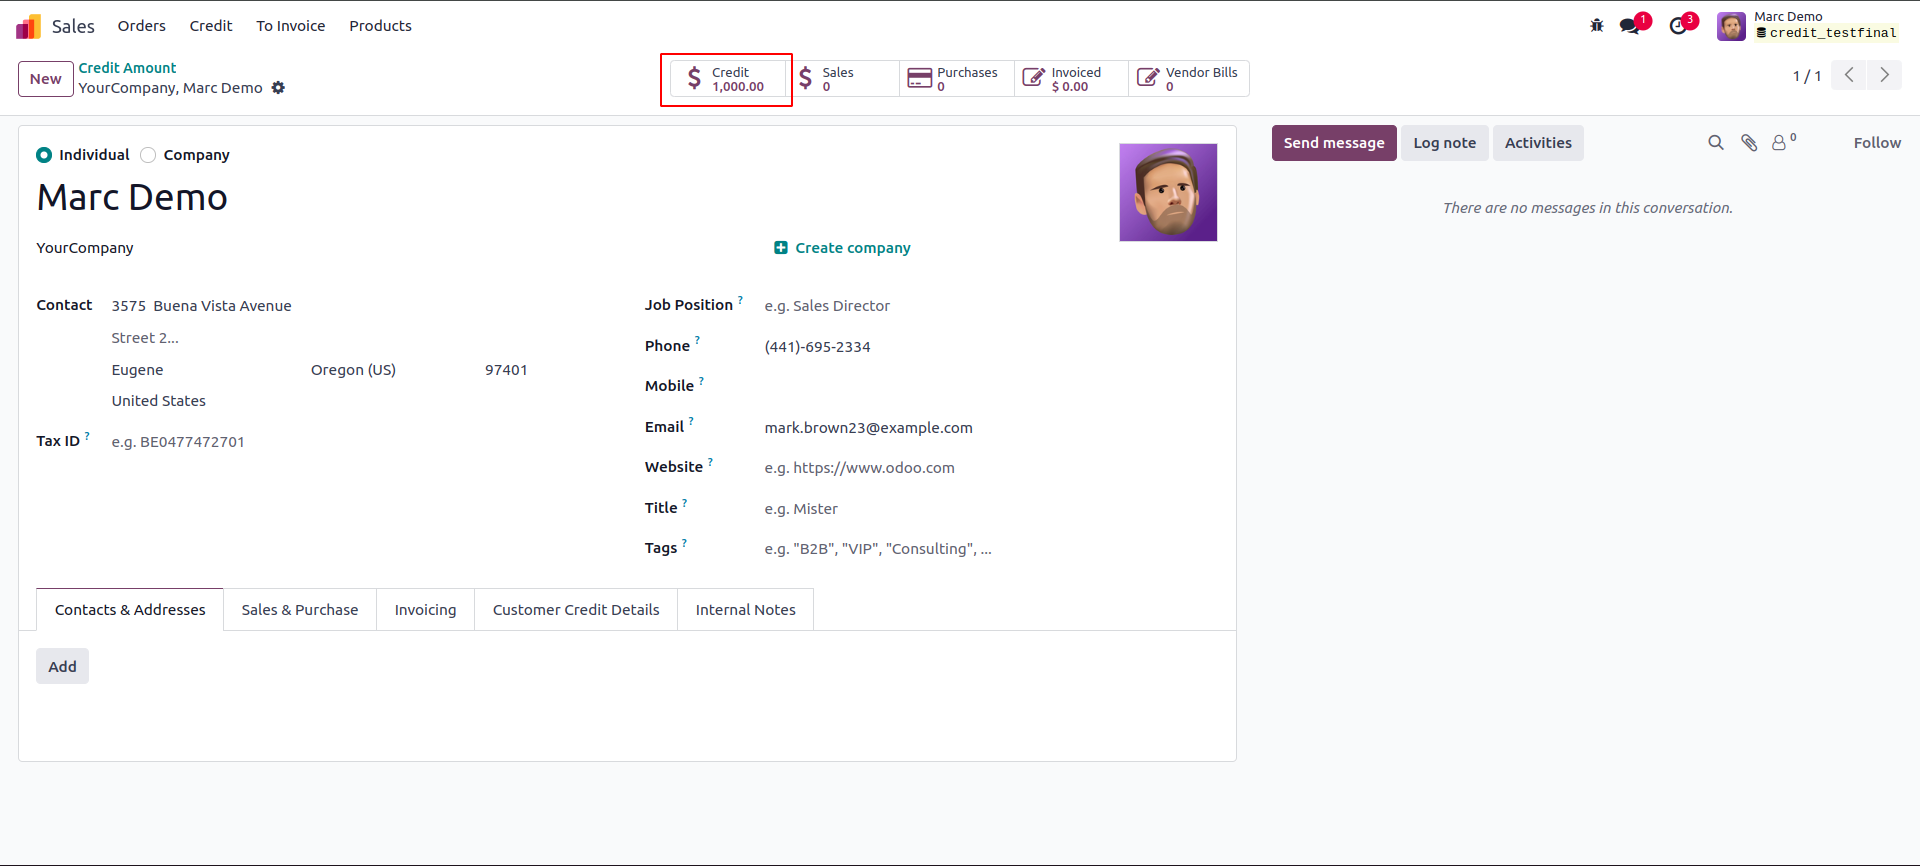 Sales Orders Credit To Invoice Products 1 3 Marc Demo
credit_testfinal
New Credit Amount
YourCompany, Marc Demo
Credit 1,000.00
Sales 0
Purchases 0
Invoiced $ 0.00
Vendor Bills 0
1 / 1
Individual Company
Marc Demo
YourCompany Create company
Contact 3575 Buena Vista Avenue
Street 2...
Eugene Oregon (US) 97401
United States
Tax ID ? e.g. BE0477472701
Job Position ? e.g. Sales Director
Phone ? (441)-695-2334
Mobile ?
Email ? mark.brown23@example.com
Website ? e.g. https://www.odoo.com
Title ? e.g. Mister
Tags ? e.g. "B2B", "VIP", "Consulting", ...
Contacts & Addresses Sales & Purchase Invoicing Customer Credit Details Internal Notes
Add
Send message Log note Activities 0 Follow
There are no messages in this conversation.